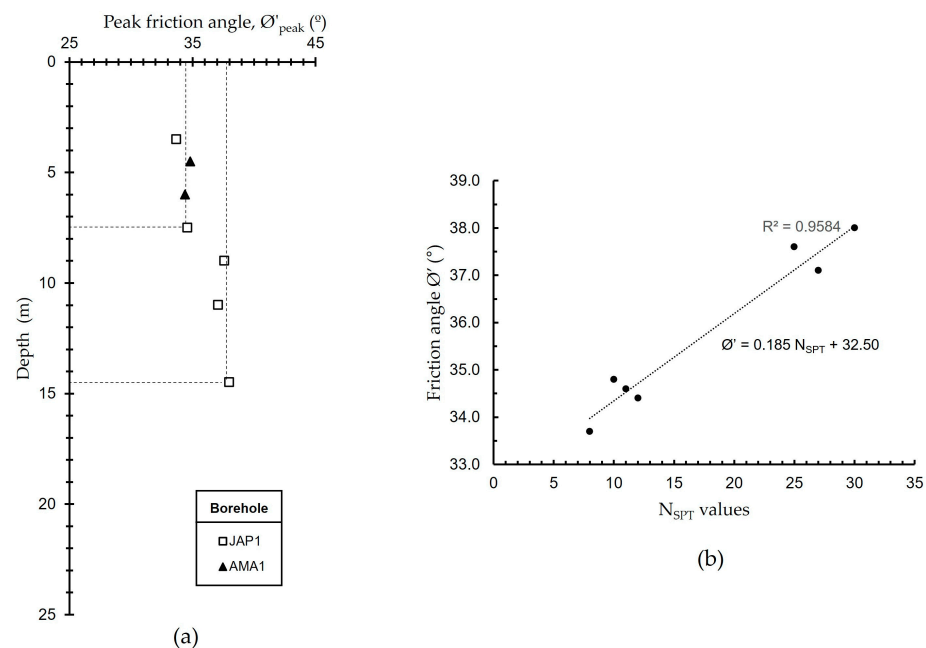 Peak friction angle, Ø'peak (º)
25 35 45
0
5
10
15
20
25
Depth (m)
Borehole
JAP1
AMA1
(a)
39.0
38.0
37.0
36.0
35.0
34.0
33.0
Friction angle Ø’ (°)
R² = 0.9584
Ø’ = 0.185 NSPT + 32.50
0 5 10 15 20 25 30 35
NSPT values
(b)